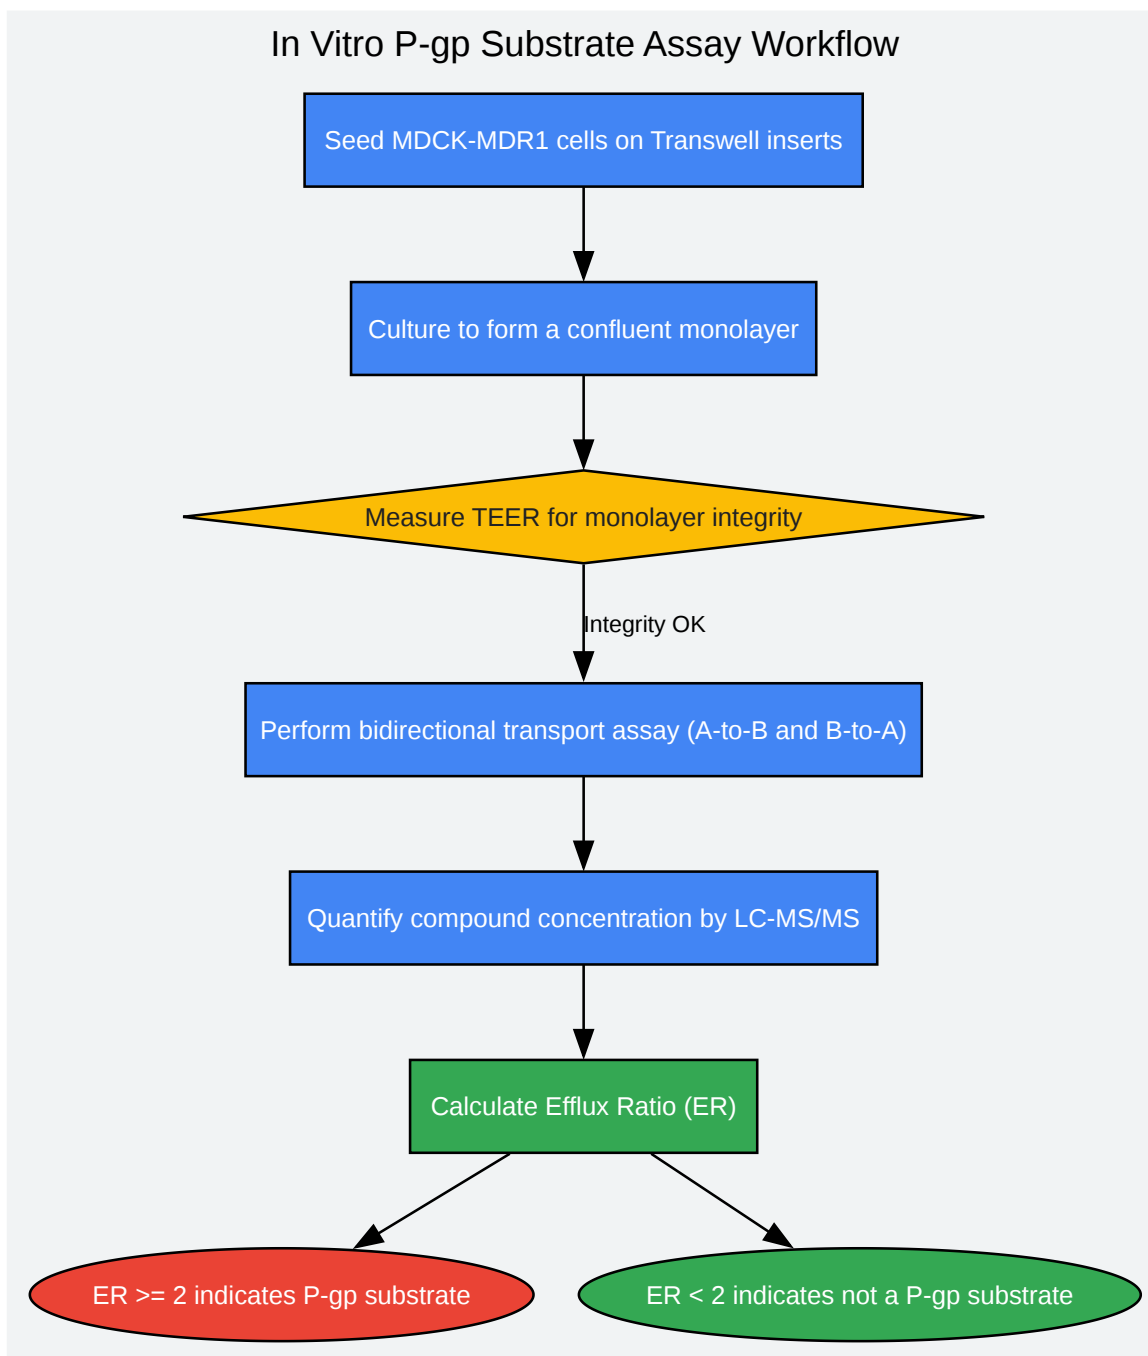 In Vitro P-gp Substrate Assay Workflow
Seed MDCK-MDR1 cells on Transwell inserts
Culture to form a confluent monolayer
Measure TEER for monolayer integrity
Integrity OK
Perform bidirectional transport assay (A-to-B and B-to-A)
Quantify compound concentration by LC-MS/MS
Calculate Efflux Ratio (ER)
ER >= 2 indicates P-gp substrate
ER < 2 indicates not a P-gp substrate